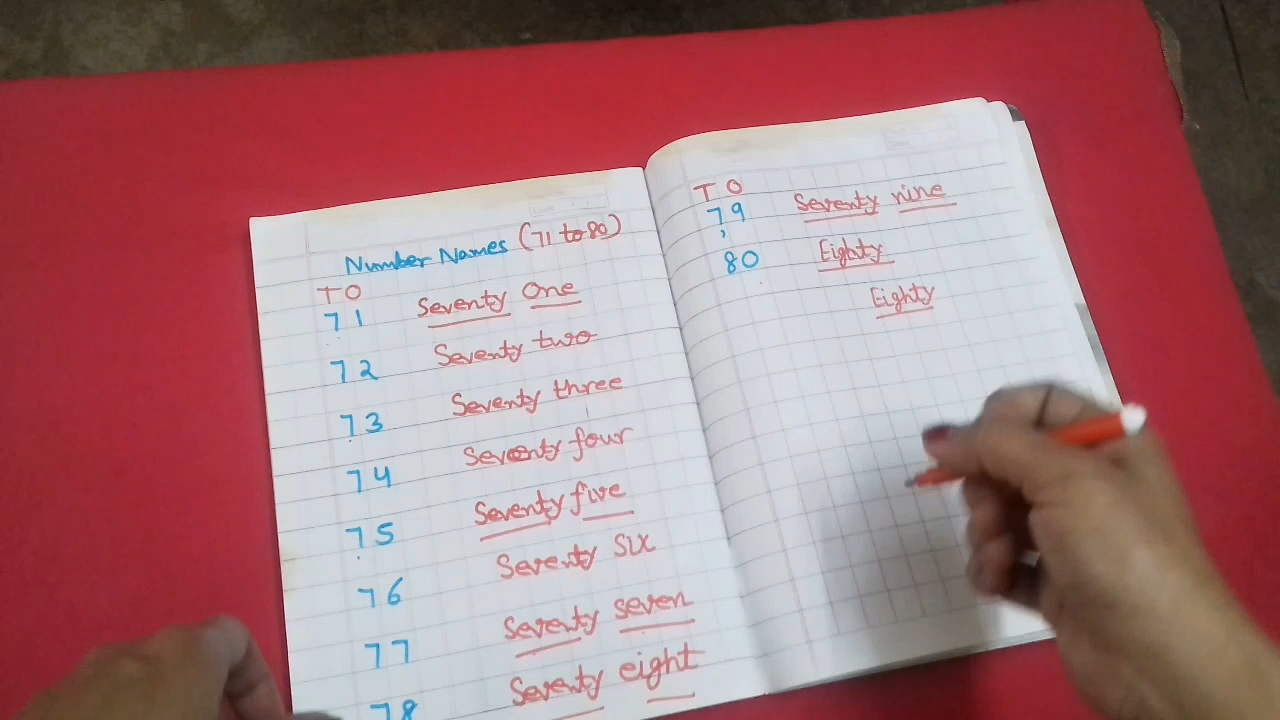 Number Names (71 to 80)
T O
71 Seventy One
72 Seventy two
73 Seventy three
74 Seventy four
75 Seventy five
76 Seventy Six
77 Seventy seven
78 Seventy eight
T O
79 Seventy nine
80 Eighty
Eighty